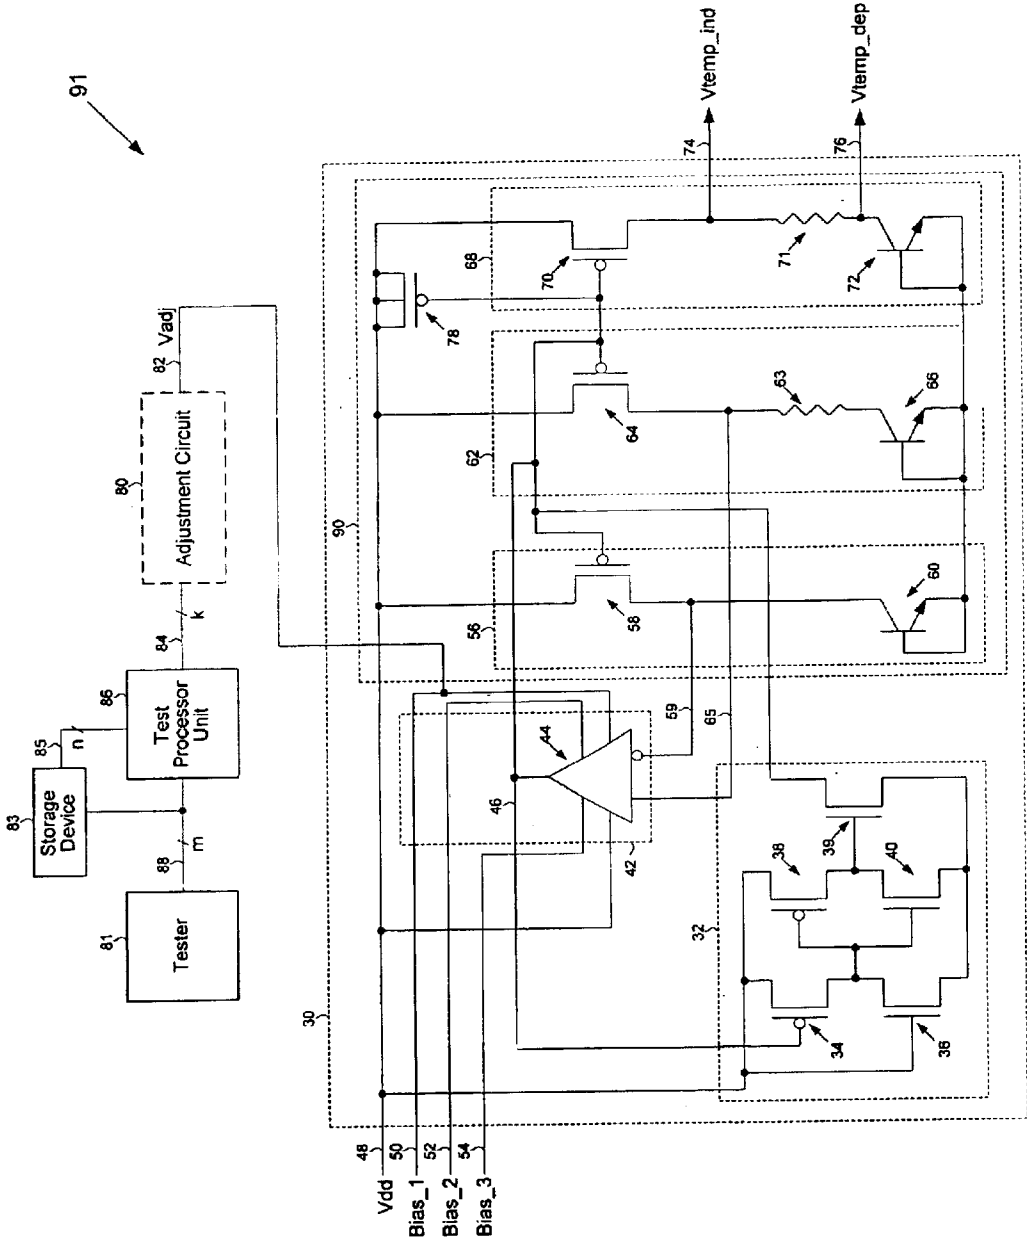 91
Tester
81
88
m
Storage
Device
83
85
n
Test
Processor
Unit
86
84
k
Adjustment Circuit
80
82
Vadj
30
90
Vdd
48
Bias_1
50
Bias_2
52
Bias_3
54
46
44
42
59
65
56
58
60
62
64
63
66
68
70
78
71
72
74
Vtemp_ind
76
Vtemp_dep
32
34
36
38
39
40